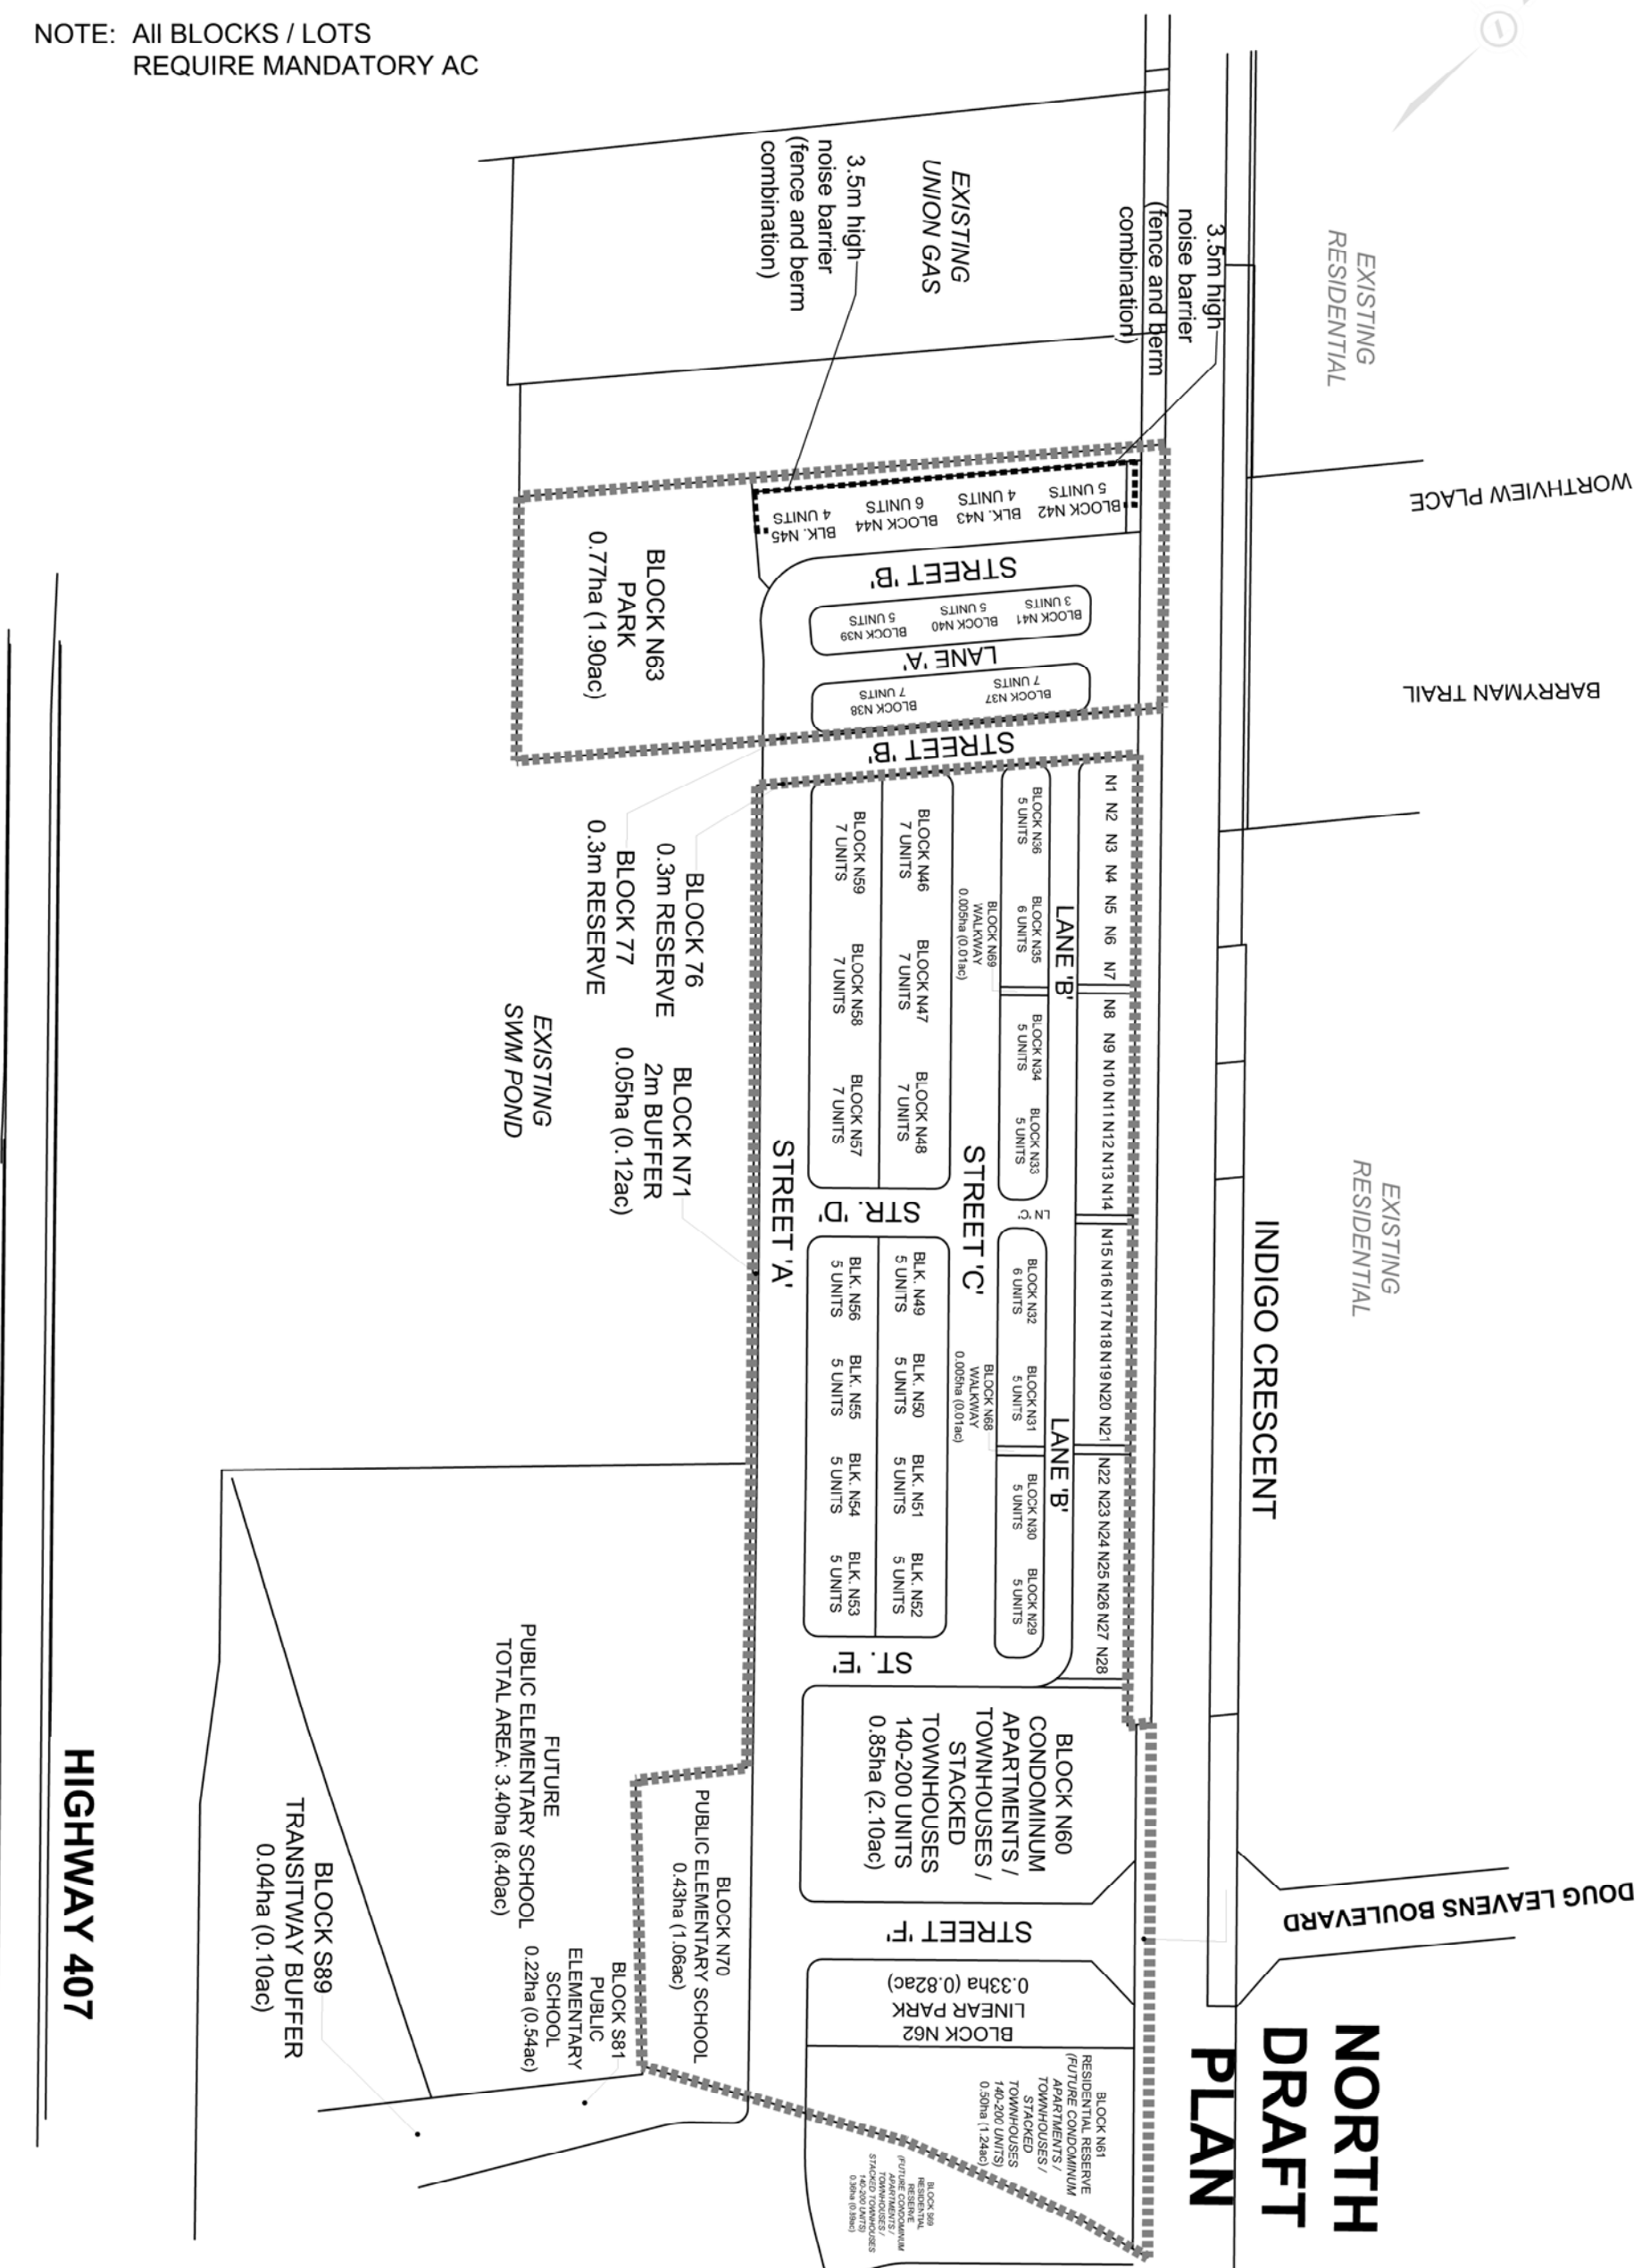 NOTE: All BLOCKS / LOTS
REQUIRE MANDATORY AC
EXISTING
UNION GAS
3.5m high
noise barrier
(fence and berm
combination)
3.5m high
noise barrier
(fence and berm
combination)
EXISTING
RESIDENTIAL
WORTHVIEW PLACE
BARRYMAN TRAIL
BLOCK N42
5 UNITS
BLK. N43
4 UNITS
BLOCK N44
6 UNITS
BLK. N45
4 UNITS
STREET 'B'
BLOCK N41
3 UNITS
BLOCK N40
5 UNITS
BLOCK N39
5 UNITS
LANE 'A'
BLOCK N37
7 UNITS
BLOCK N38
7 UNITS
STREET 'B'
BLOCK N63
PARK
0.77ha (1.90ac)
BLOCK 76
0.3m RESERVE
BLOCK 77
0.3m RESERVE
BLOCK N71
2m BUFFER
0.05ha (0.12ac)
EXISTING
SWM POND
N1 N2 N3 N4 N5 N6 N7 N8 N9 N10 N11 N12 N13 N14 N15 N16 N17 N18 N19 N20 N21 N22 N23 N24 N25 N26 N27 N28
LANE 'B'
LANE 'B'
BLOCK N36
5 UNITS
BLOCK N35
6 UNITS
BLOCK N34
5 UNITS
BLOCK N33
5 UNITS
LN 'C'
BLOCK N32
6 UNITS
BLOCK N31
5 UNITS
BLOCK N30
5 UNITS
BLOCK N29
5 UNITS
BLOCK N69
WALKWAY
0.005ha (0.01ac)
STREET 'C'
BLOCK N68
WALKWAY
0.005ha (0.01ac)
BLOCK N46
7 UNITS
BLOCK N47
7 UNITS
BLOCK N48
7 UNITS
BLOCK N59
7 UNITS
BLOCK N58
7 UNITS
BLOCK N57
7 UNITS
STR. 'D'
BLK. N49
5 UNITS
BLK. N50
5 UNITS
BLK. N51
5 UNITS
BLK. N52
5 UNITS
BLK. N56
5 UNITS
BLK. N55
5 UNITS
BLK. N54
5 UNITS
BLK. N53
5 UNITS
STREET 'A'
ST. 'E'
INDIGO CRESCENT
EXISTING
RESIDENTIAL
BLOCK N60
CONDOMINUM
APARTMENTS /
TOWNHOUSES /
STACKED
TOWNHOUSES
140-200 UNITS
0.85ha (2.10ac)
STREET 'F'
DOUG LEAVENS BOULEVARD
BLOCK N62
LINEAR PARK
0.33ha (0.82ac)
BLOCK N61
RESIDENTIAL RESERVE
(FUTURE CONDOMINUM
APARTMENTS /
TOWNHOUSES /
STACKED
TOWNHOUSES
140-200 UNITS)
0.50ha (1.24ac)
BLOCK S69
RESIDENTIAL
RESERVE
(FUTURE CONDOMINUM
APARTMENTS /
TOWNHOUSES /
STACKED TOWNHOUSES
140-200 UNITS)
BLOCK N70
PUBLIC ELEMENTARY SCHOOL
0.43ha (1.06ac)
BLOCK S81
PUBLIC
ELEMENTARY
SCHOOL
0.22ha (0.54ac)
FUTURE
PUBLIC ELEMENTARY SCHOOL
TOTAL AREA: 3.40ha (8.40ac)
BLOCK S89
TRANSITWAY BUFFER
0.04ha (0.10ac)
HIGHWAY 407
NORTH
DRAFT
PLAN